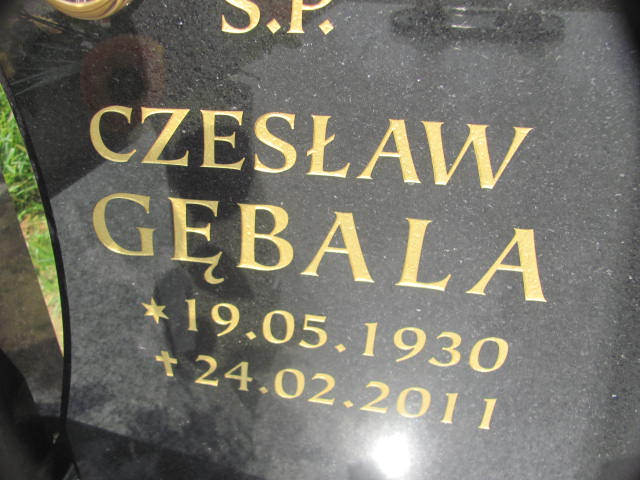 Ś.P.
CZESŁAW
GĘBALA
* 19.05.1930
✝ 24.02.2011